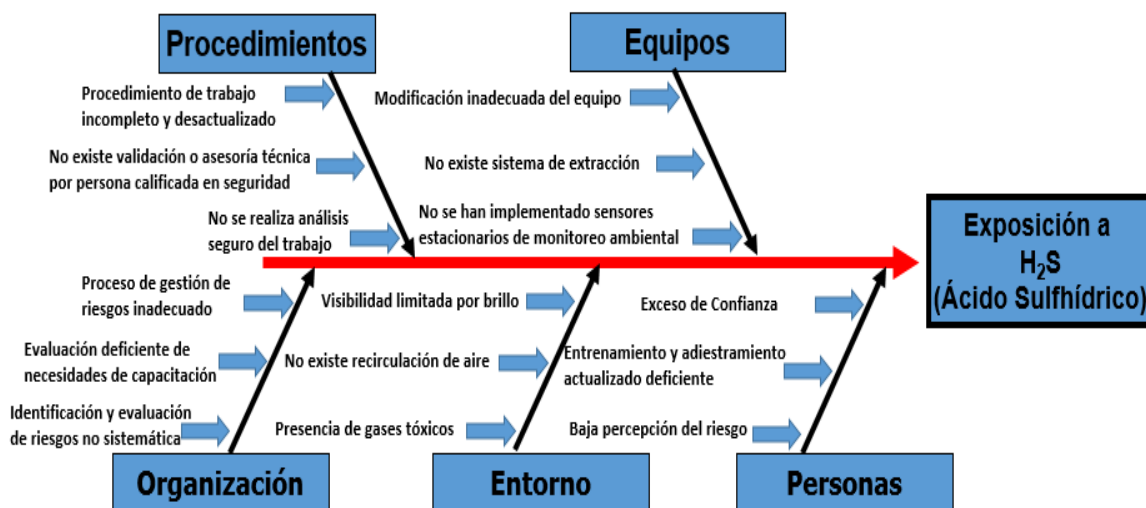 Procedimientos
Equipos
Procedimiento de trabajo
incompleto y desactualizado
No existe validación o asesoría técnica
por persona calificada en seguridad
No se realiza análisis
seguro del trabajo
Modificación inadecuada del equipo
No existe sistema de extracción
No se han implementado sensores
estacionarios de monitoreo ambiental
Exposición a
H₂S
(Ácido Sulfhídrico)
Proceso de gestión de
riesgos inadecuado
Evaluación deficiente de
necesidades de capacitación
Identificación y evaluación
de riesgos no sistemática
Visibilidad limitada por brillo
No existe recirculación de aire
Presencia de gases tóxicos
Exceso de Confianza
Entrenamiento y adiestramiento
actualizado deficiente
Baja percepción del riesgo
Organización
Entorno
Personas